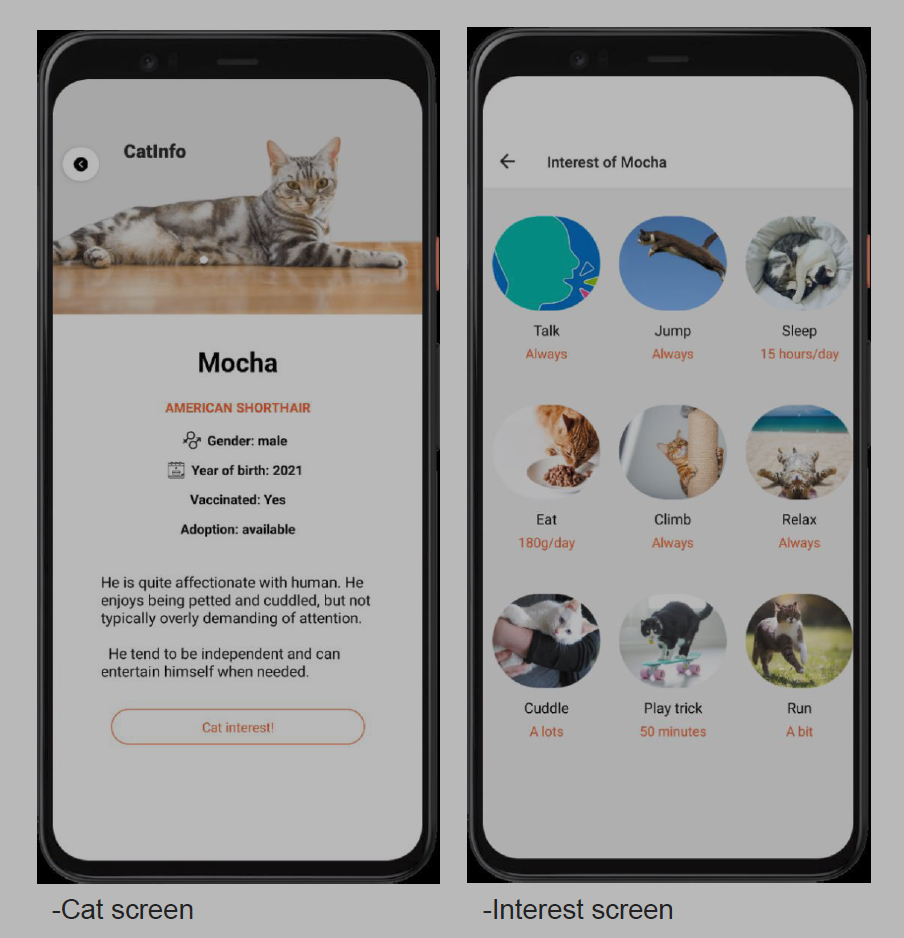 CatInfo
Mocha
AMERICAN SHORTHAIR
Gender: male
Year of birth: 2021
Vaccinated: Yes
Adoption: available
He is quite affectionate with human. He
enjoys being petted and cuddled, but not
typically overly demanding of attention.
He tend to be independent and can
entertain himself when needed.
Cat interest!
-Cat screen
Interest of Mocha
Talk Jump Sleep
Always Always 15 hours/day
Eat Climb Relax
180g/day Always Always
Cuddle Play trick Run
A lots 50 minutes A bit
-Interest screen